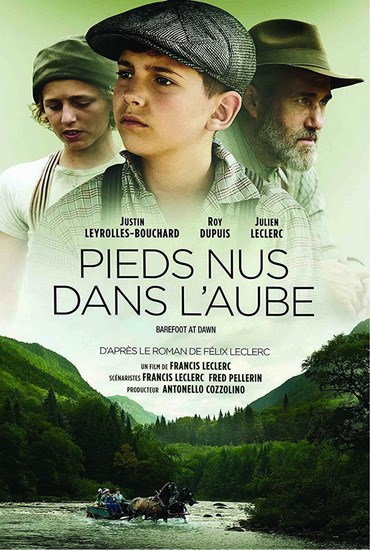 JUSTIN LEYROLLES-BOUCHARD
ROY DUPUIS
JULIEN LECLERC
PIEDS NUS
DANS L'AUBE
BAREFOOT AT DAWN
D'APRÈS LE ROMAN DE FÉLIX LECLERC
UN FILM DE FRANCIS LECLERC
SCÉNARISTES FRANCIS LECLERC FRED PELLERIN
PRODUCTEUR ANTONELLO COZZOLINO